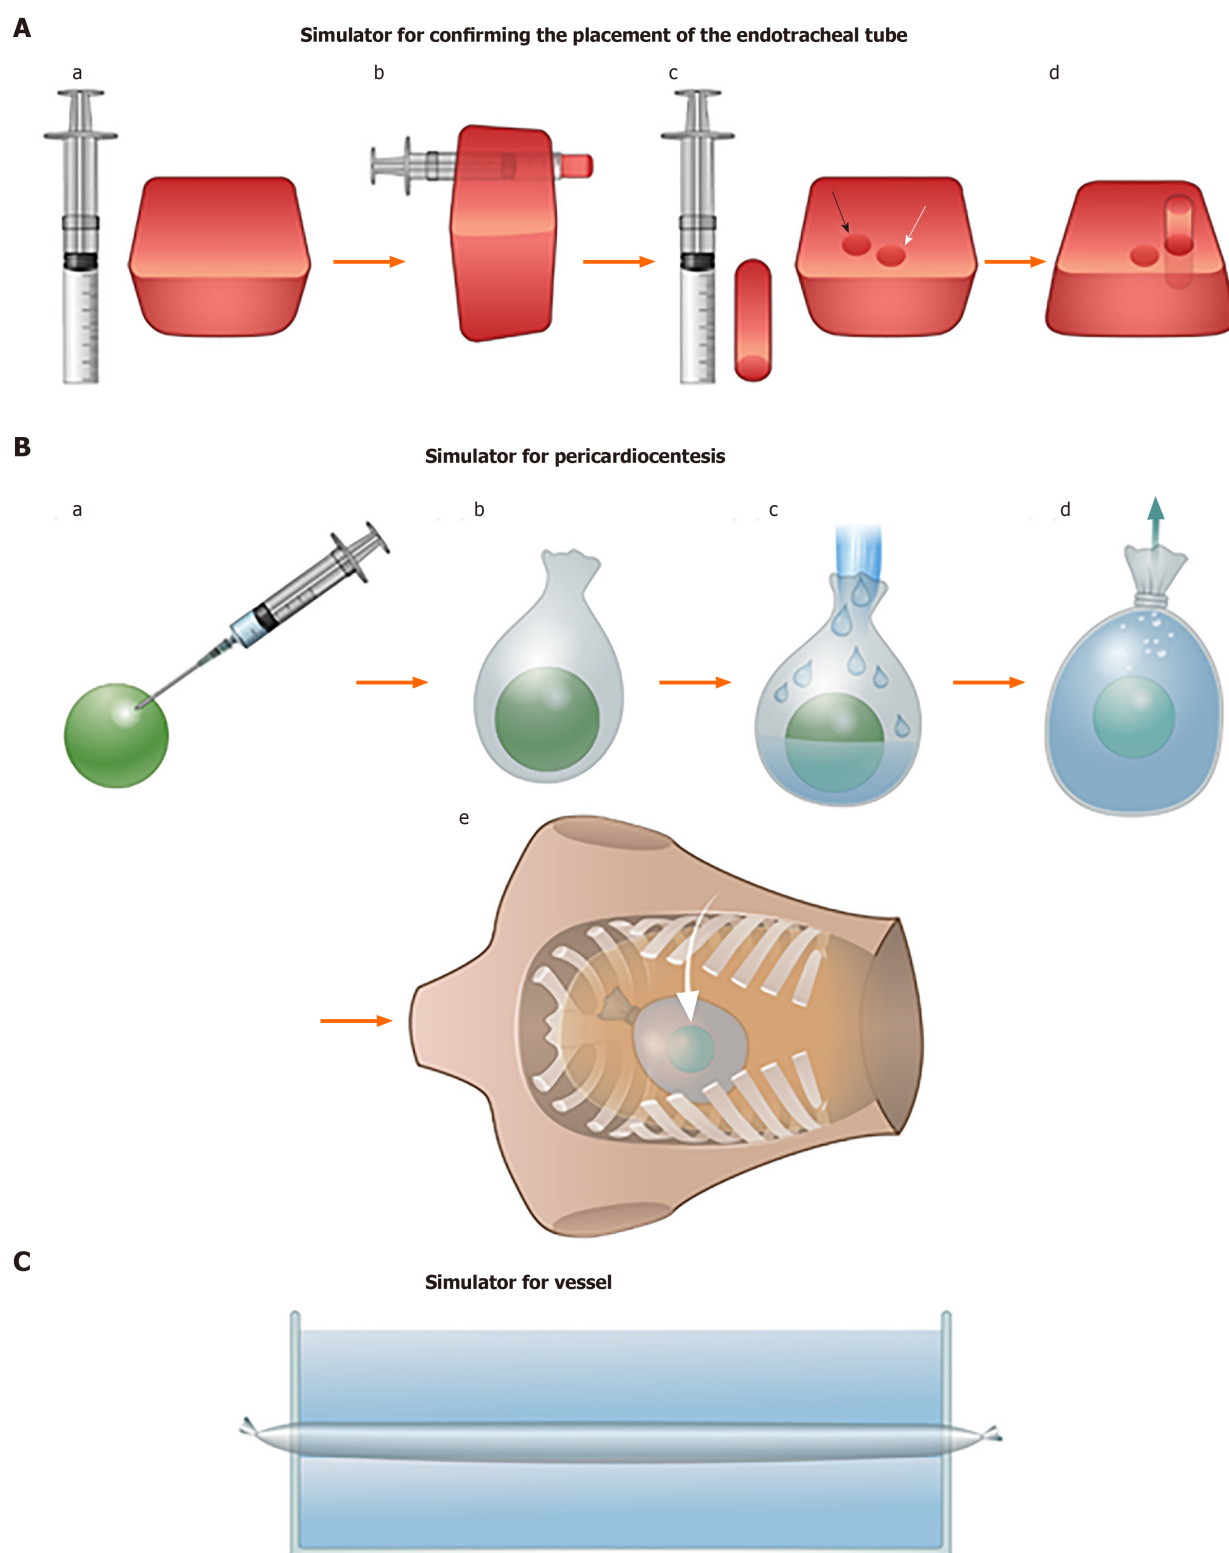 A
Simulator for confirming the placement of the endotracheal tube
a b c d
B
Simulator for pericardiocentesis
a b c d
e
C
Simulator for vessel